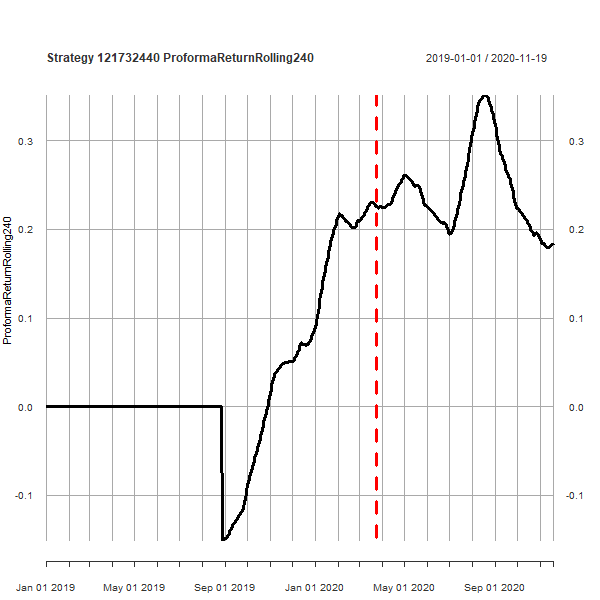 Strategy 121732440 ProformaReturnRolling240 2019-01-01 / 2020-11-19
ProformaReturnRolling240
0.3 0.3
0.2 0.2
0.1 0.1
0.0 0.0
-0.1 -0.1
Jan 01 2019 May 01 2019 Sep 01 2019 Jan 01 2020 May 01 2020 Sep 01 2020